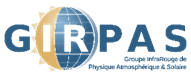 GIRPAS
Groupe InfraRouge de
Physique Atmosphérique & Solaire